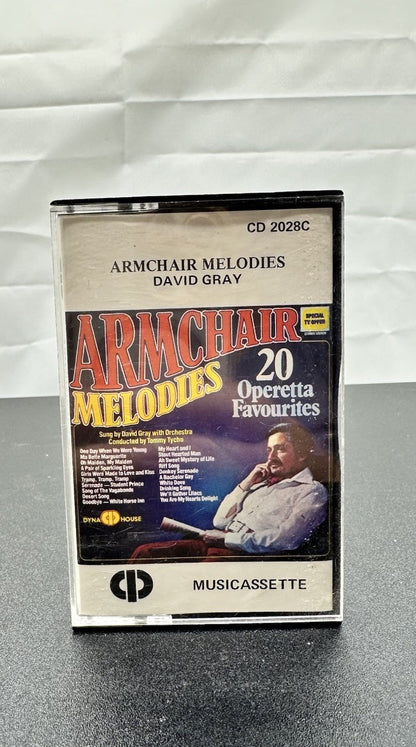 CD 2028C
ARMCHAIR MELODIES
DAVID GRAY
ARMCHAIR
MELODIES
SPECIAL
TV OFFER
20
Operetta
Favourites
Sung by David Gray with Orchestra
Conducted by Tommy Tycho
One Day When We Were Young
Ma Belle Marguerite
Oh Maiden, My Maiden
A Pair of Sparkling Eyes
Girls Were Made to Love and Kiss
Tramp, Tramp, Tramp
Serenade — Student Prince
Song of The Vagabonds
Desert Song
Goodbye — White Horse Inn
My Heart and I
Stout Hearted Men
Ah Sweet Mystery of Life
Riff Song
Donkey Serenade
A Bachelor Gay
White Dove
Drinking Song
We'll Gather Lilacs
You Are My Hearts Delight
DYNA HOUSE
MUSICASSETTE